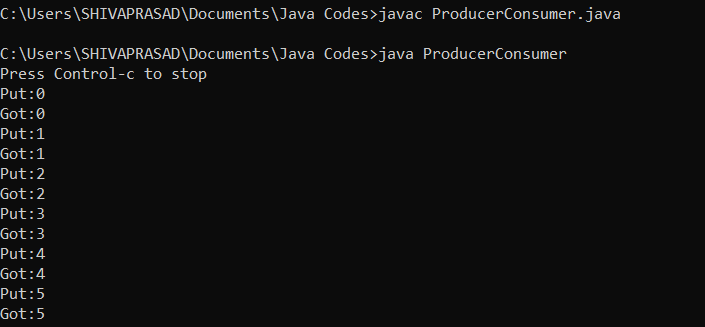 C:\Users\SHIVAPRASAD\Documents\Java Codes>javac ProducerConsumer.java
C:\Users\SHIVAPRASAD\Documents\Java Codes>java ProducerConsumer
Press Control-c to stop
Put:0
Got:0
Put:1
Got:1
Put:2
Got:2
Put:3
Got:3
Put:4
Got:4
Put:5
Got:5